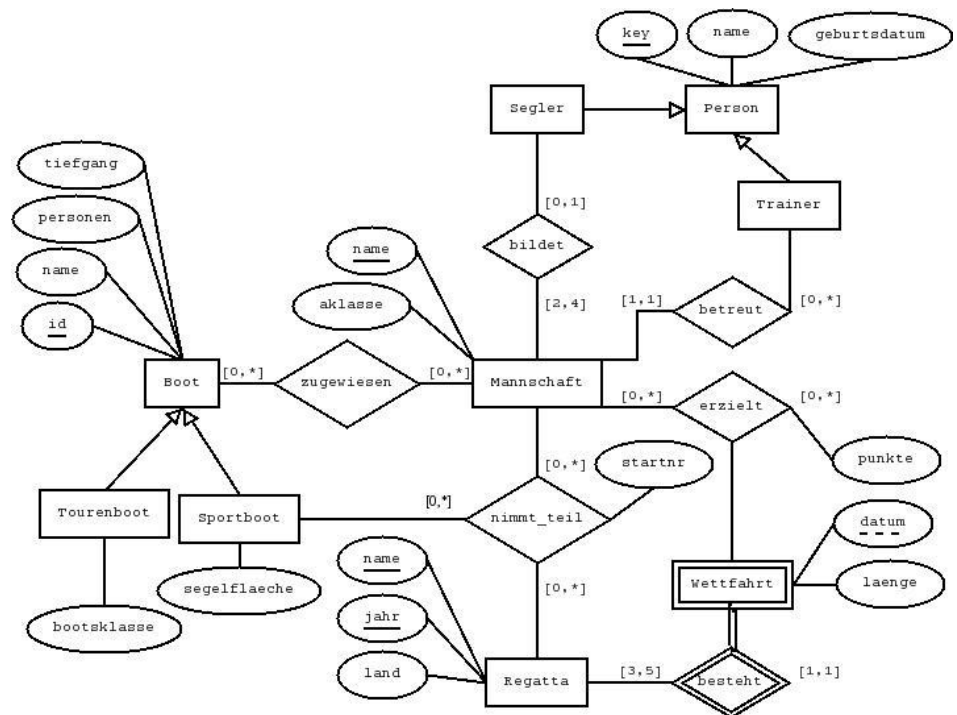 key
name
geburtsdatum
Segler
Person
tiefgang
Trainer
personen
[0,1]
bildet
name
name
[2,4]
[1,1]
betreut
[0,*]
aklasse
id
Boot
[0,*]
zugewiesen
[0,*]
Mannschaft
[0,*]
erzielt
[0,*]
punkte
[0,*]
startnr
Tourenboot
Sportboot
[0,*]
nimmt_teil
datum
name
Wettfahrt
laenge
segelflaeche
[0,*]
jahr
bootsklasse
land
Regatta
[3,5]
besteht
[1,1]